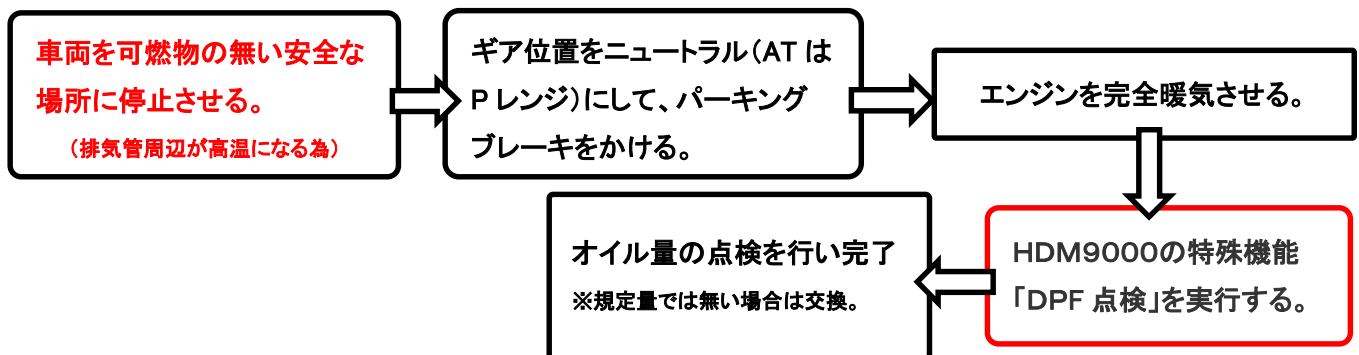 車両を可燃物の無い安全な
場所に停止させる。
（排気管周辺が高温になる為）
ギア位置をニュートラル（AT は
P レンジ）にして、パーキング
ブレーキをかける。
エンジンを完全暖気させる。
HDM9000の特殊機能
「DPF 点検」を実行する。
オイル量の点検を行い完了
※規定量では無い場合は交換。